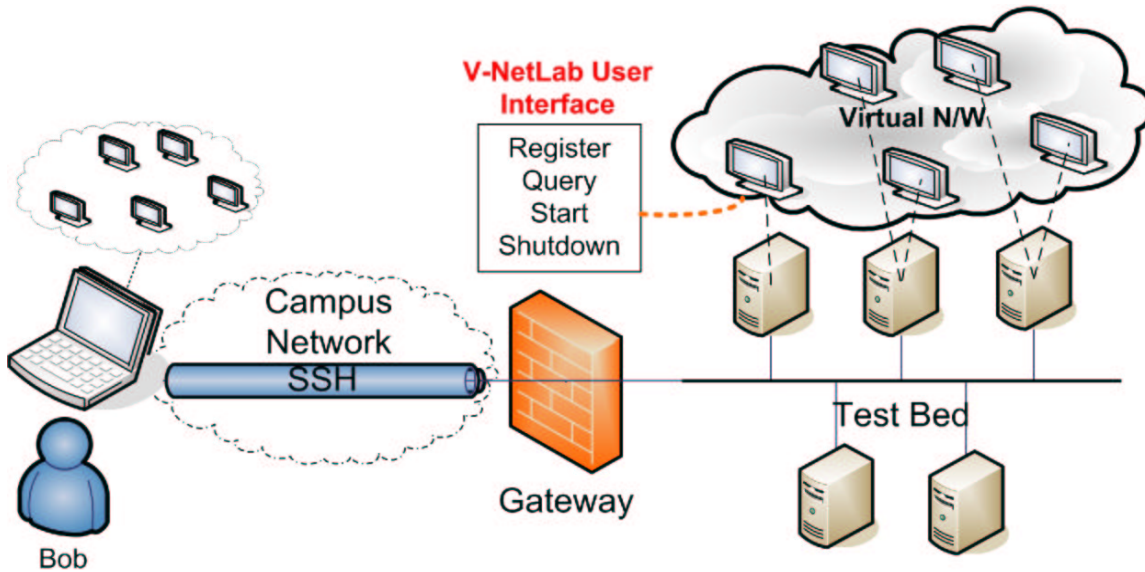 V-NetLab User
Interface
Register
Query
Start
Shutdown
Virtual N/W
Campus
Network
SSH
Gateway
Test Bed
Bob